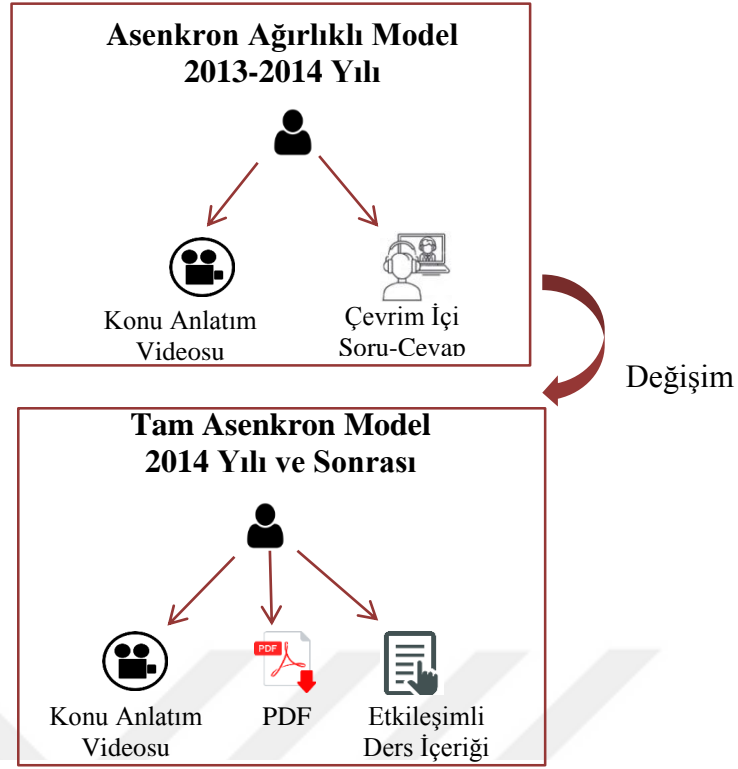 Asenkron Ağırlıklı Model
2013-2014 Yılı
Konu Anlatım
Videosu
Çevrim İçi
Soru-Cevap
Değişim
Tam Asenkron Model
2014 Yılı ve Sonrası
PDF
Konu Anlatım
Videosu
PDF
Etkileşimli
Ders İçeriği